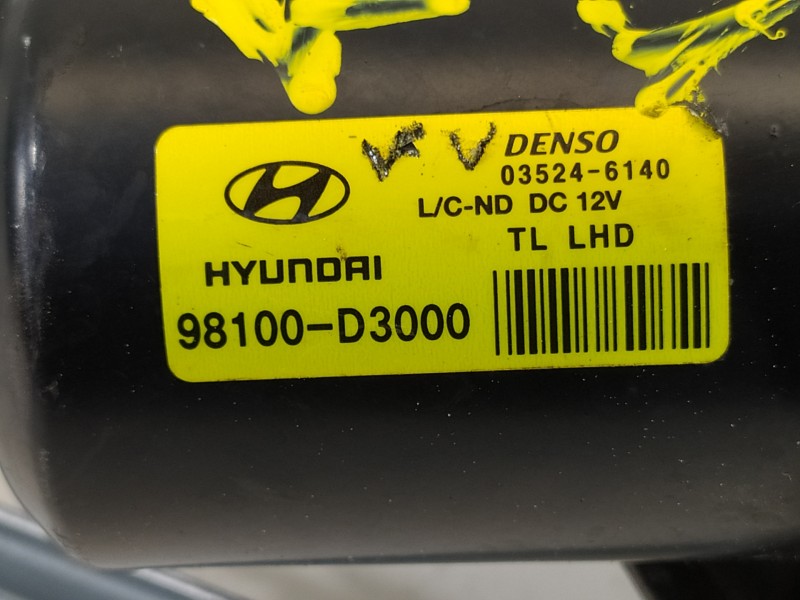 DENSO
03524-6140
L/C-ND DC 12V
TL LHD
HYUNDAI
98100-D3000